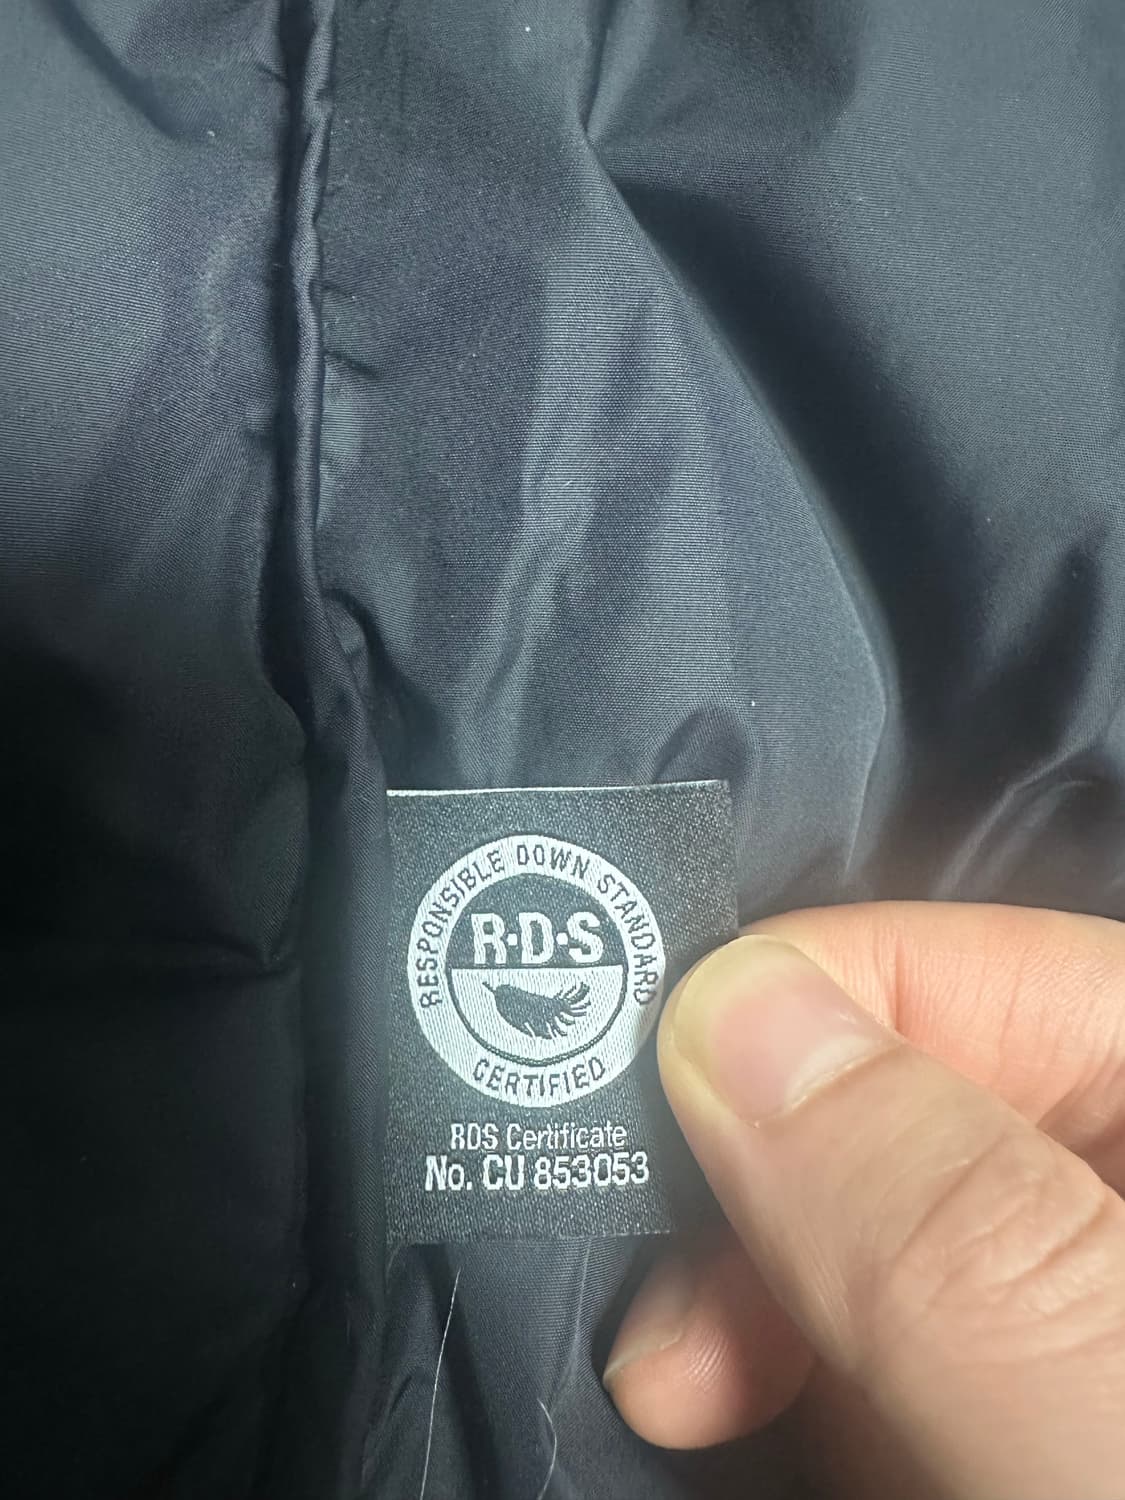 RESPONSIBLE DOWN STANDARD
R·D·S
CERTIFIED
RDS Certificate
No. CU 853053